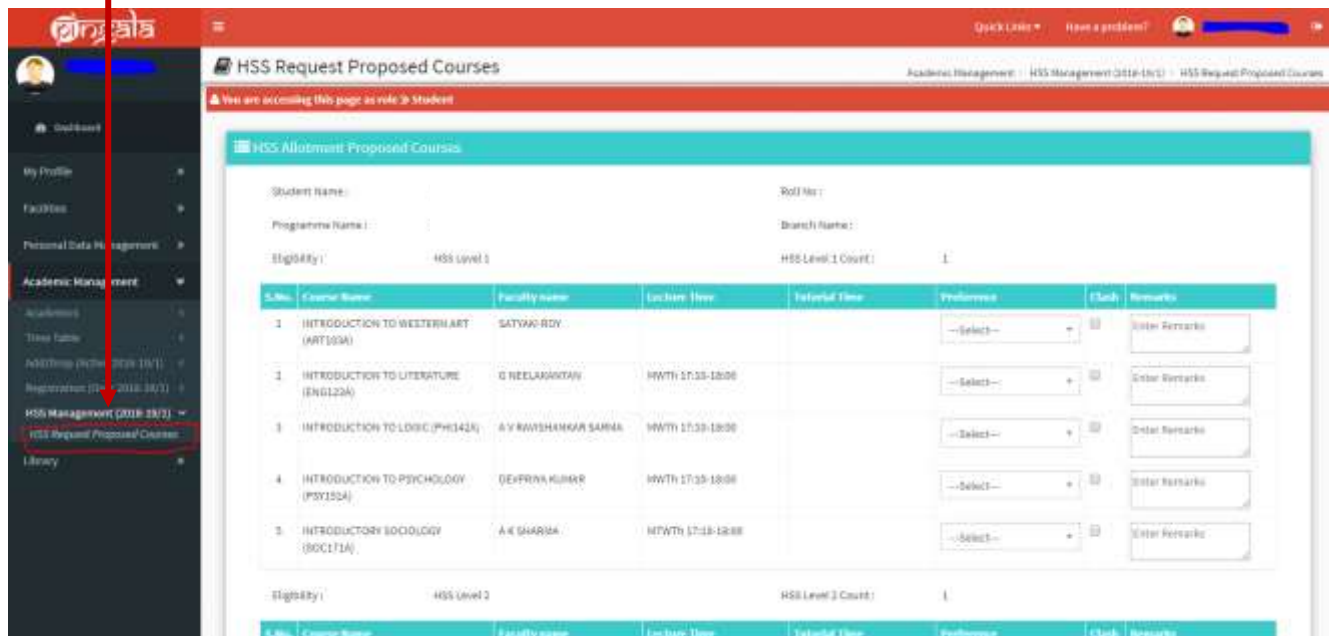 pingala
Quick Links
Have a problem?
HSS Request Proposed Courses
Academic Management
HSS Management (2018-19/1)
HSS Request Proposed Courses
You are accessing this page as role Student
Dashboard
My Profile
Facilities
Personal Data Management
Academic Management
Academics
Time Table
HSS Management (2018-19/1)
HSS Request Proposed Courses
Library
HSS Allotment Proposed Courses
Student Name :
Roll No :
Programme Name :
Branch Name :
Eligibility : HSS Level 1 HSS Level 1 Count : 1
S.No. Course Name Faculty name Lecture Time Tutorial Time Preference Clash Remarks
1 INTRODUCTION TO WESTERN ART SATYAKI ROY ---Select--- Enter Remarks
(ART103A)
2 INTRODUCTION TO LITERATURE G NEELAKANTAN MWTh 17:10-18:00 ---Select--- Enter Remarks
(ENG123A)
3 INTRODUCTION TO LOGIC (PHI142A) A V RAVISHANKAR SARMA MWTh 17:10-18:00 ---Select--- Enter Remarks
4 INTRODUCTION TO PSYCHOLOGY DEVPRIYA KUMAR MWTh 17:10-18:00 ---Select--- Enter Remarks
(PSY151A)
5 INTRODUCTORY SOCIOLOGY A K SHARMA MTWTh 17:10-18:00 ---Select--- Enter Remarks
(SOC171A)
Eligibility : HSS Level 2 HSS Level 2 Count : 1
S.No. Course Name Faculty name Lecture Time Tutorial Time Preference Clash Remarks